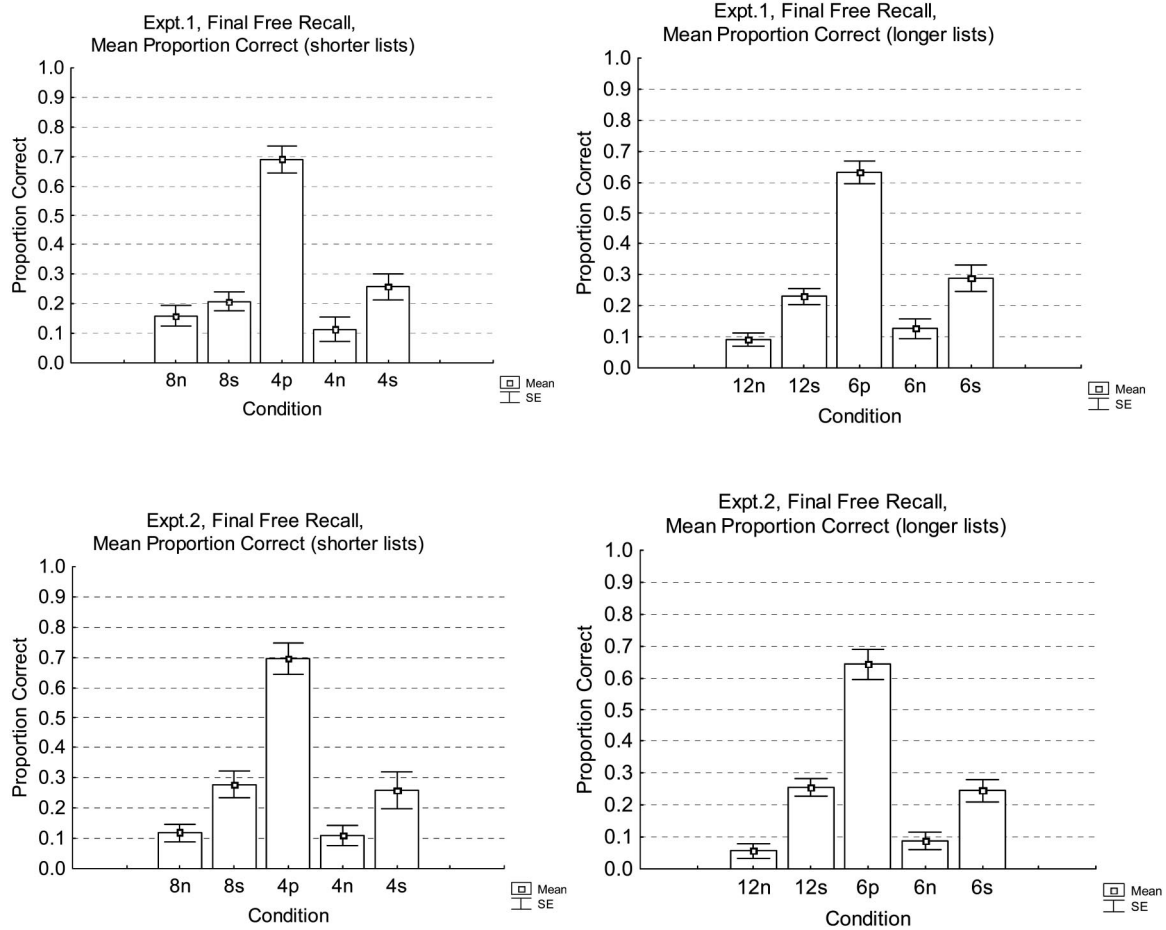 Expt.1, Final Free Recall,
Mean Proportion Correct (shorter lists)
1.0
0.9
0.8
0.7
0.6
0.5
0.4
0.3
0.2
0.1
0.0
Proportion Correct
8n 8s 4p 4n 4s
Condition
Mean
SE
Expt.1, Final Free Recall,
Mean Proportion Correct (longer lists)
1.0
0.9
0.8
0.7
0.6
0.5
0.4
0.3
0.2
0.1
0.0
Proportion Correct
12n 12s 6p 6n 6s
Condition
Mean
SE
Expt.2, Final Free Recall,
Mean Proportion Correct (shorter lists)
1.0
0.9
0.8
0.7
0.6
0.5
0.4
0.3
0.2
0.1
0.0
Proportion Correct
8n 8s 4p 4n 4s
Condition
Mean
SE
Expt.2, Final Free Recall,
Mean Proportion Correct (longer lists)
1.0
0.9
0.8
0.7
0.6
0.5
0.4
0.3
0.2
0.1
0.0
Proportion Correct
12n 12s 6p 6n 6s
Condition
Mean
SE